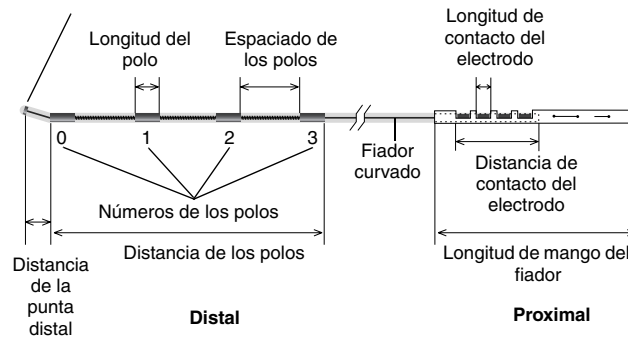 Longitud del
polo
Espaciado de
los polos
Longitud de
contacto del
electrodo
0
1
2
3
Fiador
curvado
Distancia de
contacto del
electrodo
Números de los polos
Distancia de los polos
Longitud de mango del
fiador
Distancia
de la
punta
distal
Distal
Proximal